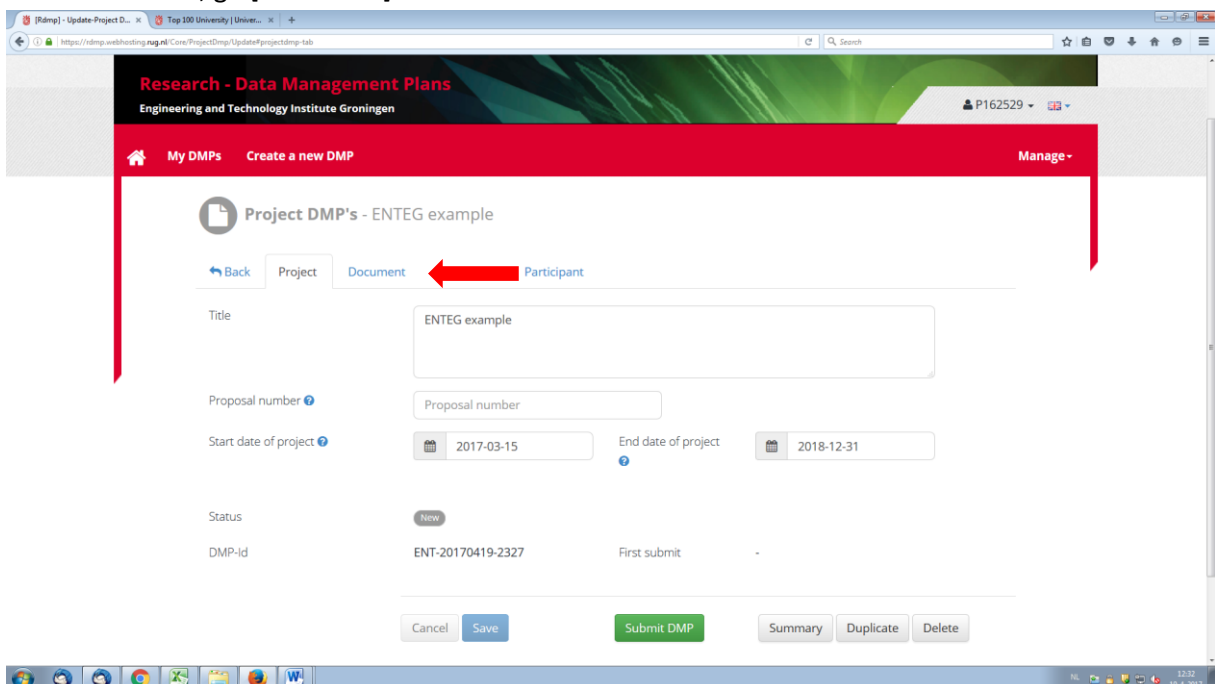 [Rdmp] - Update-Project D... × Top 100 University | Univer... × +
https://rdmp.webhosting.rug.nl/Core/ProjectDmp/Update#projectdmp-tab Search
Research - Data Management Plans
Engineering and Technology Institute Groningen
P162529
My DMPs Create a new DMP Manage
Project DMP's - ENTEG example
Back Project Document Participant
Title ENTEG example
Proposal number Proposal number
Start date of project 2017-03-15 End date of project 2018-12-31
Status New
DMP-Id ENT-20170419-2327 First submit -
Cancel Save Submit DMP Summary Duplicate Delete
NL 12:32